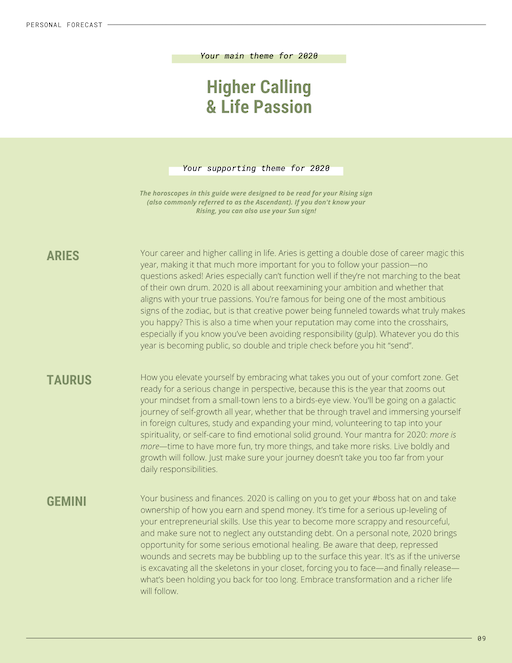 PERSONAL FORECAST
Your main theme for 2020
Higher Calling
& Life Passion
Your supporting theme for 2020
The horoscopes in this guide were designed to be read for your Rising sign
(also commonly referred to as the Ascendant). If you don't know your
Rising, you can also use your Sun sign!
ARIES
Your career and higher calling in life. Aries is getting a double dose of career magic this
year, making it that much more important for you to follow your passion—no
questions asked! Aries especially can't function well if they're not marching to the beat
of their own drum. 2020 is all about reexamining your ambition and whether that
aligns with your true passions. You're famous for being one of the most ambitious
signs of the zodiac, but is that creative power being funneled towards what truly makes
you happy? This is also a time when your reputation may come into the crosshairs,
especially if you know you've been avoiding responsibility (gulp). Whatever you do this
year is becoming public, so double and triple check before you hit "send".
TAURUS
How you elevate yourself by embracing what takes you out of your comfort zone. Get
ready for a serious change in perspective, because this is the year that zooms out
your mindset from a small-town lens to a birds-eye view. You'll be going on a galactic
journey of self-growth all year, whether that be through travel and immersing yourself
in foreign cultures, study and expanding your mind, volunteering to tap into your
spirituality, or self-care to find emotional solid ground. Your mantra for 2020: more is
more—time to have more fun, try more things, and take more risks. Live boldly and
growth will follow. Just make sure your journey doesn't take you too far from your
daily responsibilities.
GEMINI
Your business and finances. 2020 is calling on you to get your #boss hat on and take
ownership of how you earn and spend money. It's time for a serious up-leveling of
your entrepreneurial skills. Use this year to become more scrappy and resourceful,
and make sure not to neglect any outstanding debt. On a personal note, 2020 brings
opportunity for some serious emotional healing. Be aware that deep, repressed
wounds and secrets may be bubbling up to the surface this year. It's as if the universe
is excavating all the skeletons in your closet, forcing you to face—and finally release—
what's been holding you back for too long. Embrace transformation and a richer life
will follow.
09